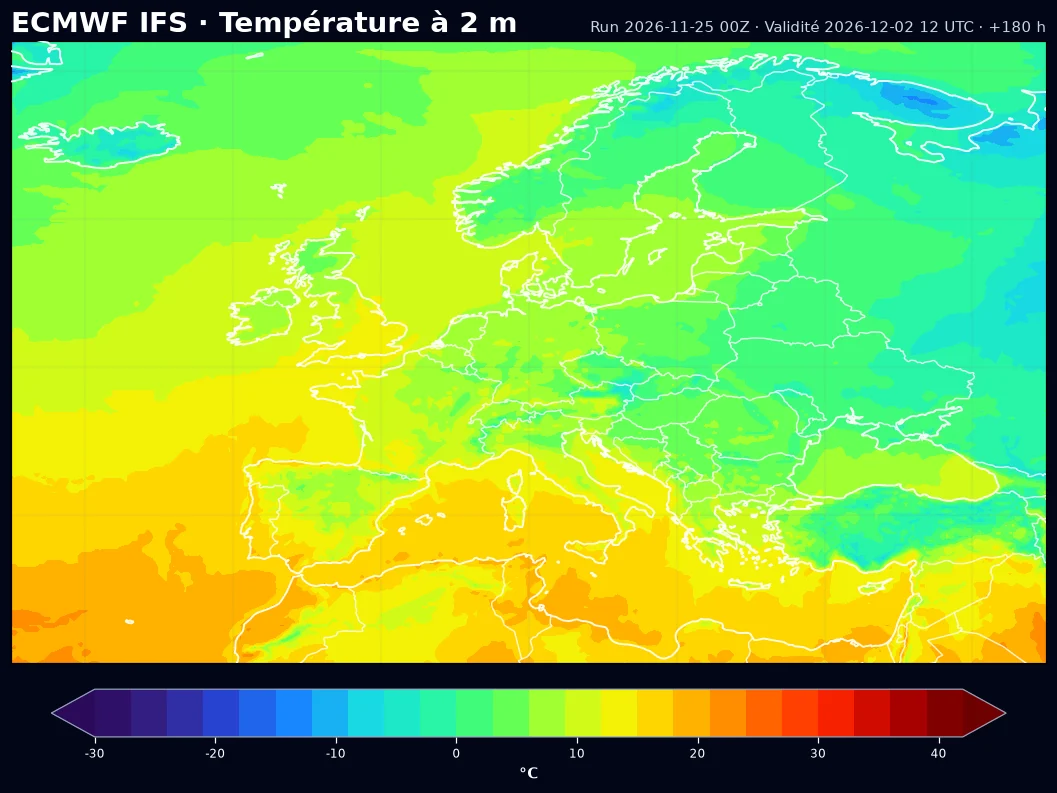 ECMWF IFS · Température à 2 m
Run 2026-11-25 00Z · Validité 2026-12-02 12 UTC · +180 h
-30 -20 -10 0 10 20 30 40
°C